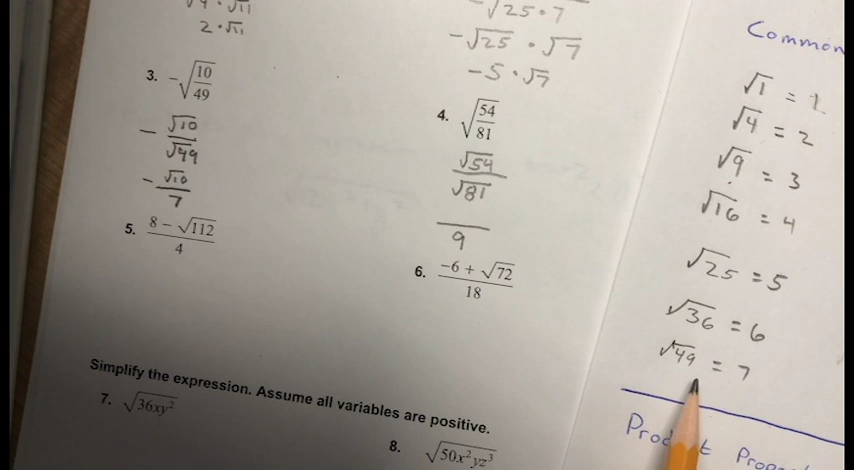 √4 · √11
2 · √11
-√25 · 7
-√25 · √7
-5 · √7
3. -√(10/49)
- √10/√49
- √10/7
4. √(54/81)
√54/√81
/9
5. (8 - √112)/4
6. (-6 + √72)/18
Simplify the expression. Assume all variables are positive.
7. √36xy²
8. √50x²yz³
Common
√1 = 1
√4 = 2
√9 = 3
√16 = 4
√25 = 5
√36 = 6
√49 = 7